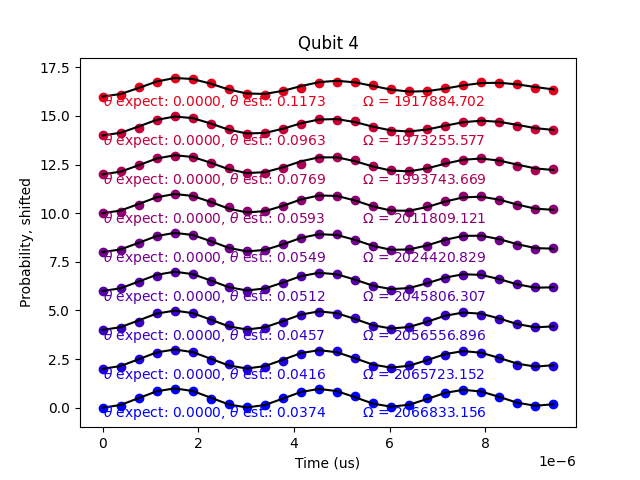 Qubit 4
17.5
θ expect: 0.0000, θ est.: 0.1173 Ω = 1917884.702
15.0
θ expect: 0.0000, θ est.: 0.0963 Ω = 1973255.577
12.5
θ expect: 0.0000, θ est.: 0.0769 Ω = 1993743.669
10.0
θ expect: 0.0000, θ est.: 0.0593 Ω = 2011809.121
7.5
θ expect: 0.0000, θ est.: 0.0549 Ω = 2024420.829
θ expect: 0.0000, θ est.: 0.0512 Ω = 2045806.307
5.0
θ expect: 0.0000, θ est.: 0.0457 Ω = 2056556.896
2.5
θ expect: 0.0000, θ est.: 0.0416 Ω = 2065723.152
0.0
θ expect: 0.0000, θ est.: 0.0374 Ω = 2066833.156
Probability, shifted
0 2 4 6 8
Time (us)
1e−6